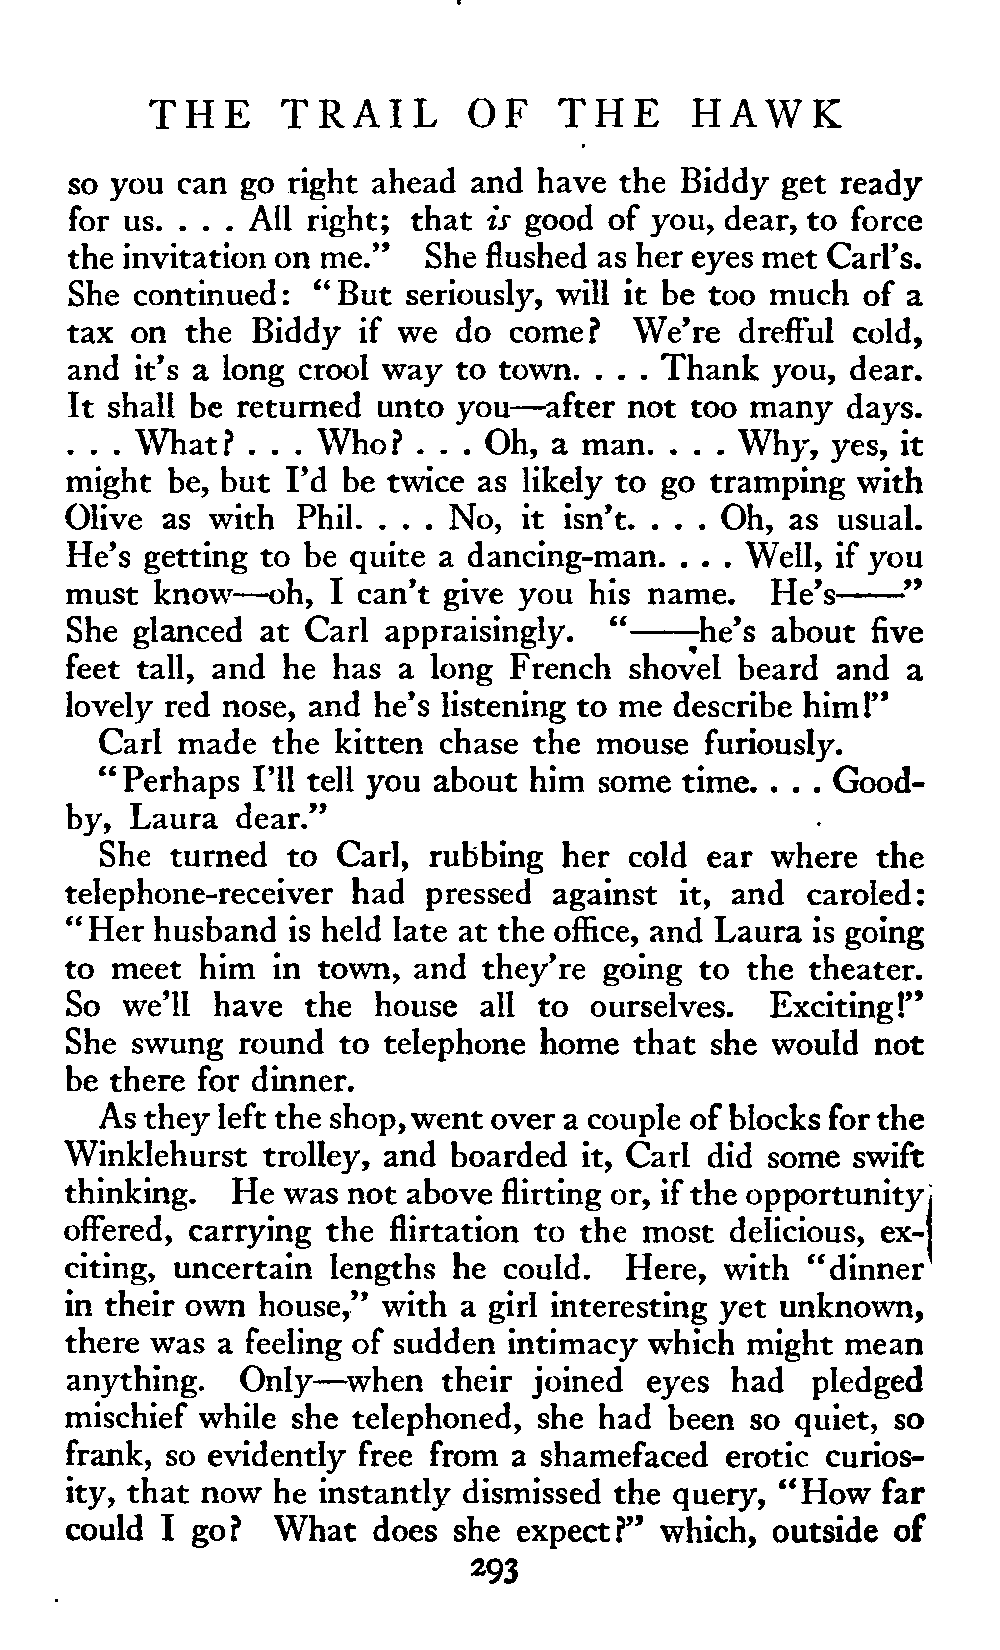 THE TRAIL OF THE HAWK
so you can go right ahead and have the Biddy get ready
for us. . . . All right; that is good of you, dear, to force
the invitation on me.” She flushed as her eyes met Carl’s.
She continued: “But seriously, will it be too much of a
tax on the Biddy if we do come? We’re drefful cold,
and it’s a long crool way to town. . . . Thank you, dear.
It shall be returned unto you—after not too many days.
. . . What? . . . Who? . . . Oh, a man. . . . Why, yes, it
might be, but I’d be twice as likely to go tramping with
Olive as with Phil. . . . No, it isn’t. . . . Oh, as usual.
He’s getting to be quite a dancing-man. . . . Well, if you
must know—oh, I can’t give you his name. He’s——”
She glanced at Carl appraisingly. “——he’s about five
feet tall, and he has a long French shovel beard and a
lovely red nose, and he’s listening to me describe him!”
Carl made the kitten chase the mouse furiously.
“Perhaps I’ll tell you about him some time. . . . Good-
by, Laura dear.”
She turned to Carl, rubbing her cold ear where the
telephone-receiver had pressed against it, and caroled:
“Her husband is held late at the office, and Laura is going
to meet him in town, and they’re going to the theater.
So we’ll have the house all to ourselves. Exciting!”
She swung round to telephone home that she would not
be there for dinner.
As they left the shop, went over a couple of blocks for the
Winklehurst trolley, and boarded it, Carl did some swift
thinking. He was not above flirting or, if the opportunity
offered, carrying the flirtation to the most delicious, ex-
citing, uncertain lengths he could. Here, with “dinner
in their own house,” with a girl interesting yet unknown,
there was a feeling of sudden intimacy which might mean
anything. Only—when their joined eyes had pledged
mischief while she telephoned, she had been so quiet, so
frank, so evidently free from a shamefaced erotic curios-
ity, that now he instantly dismissed the query, “How far
could I go? What does she expect?” which, outside of
293